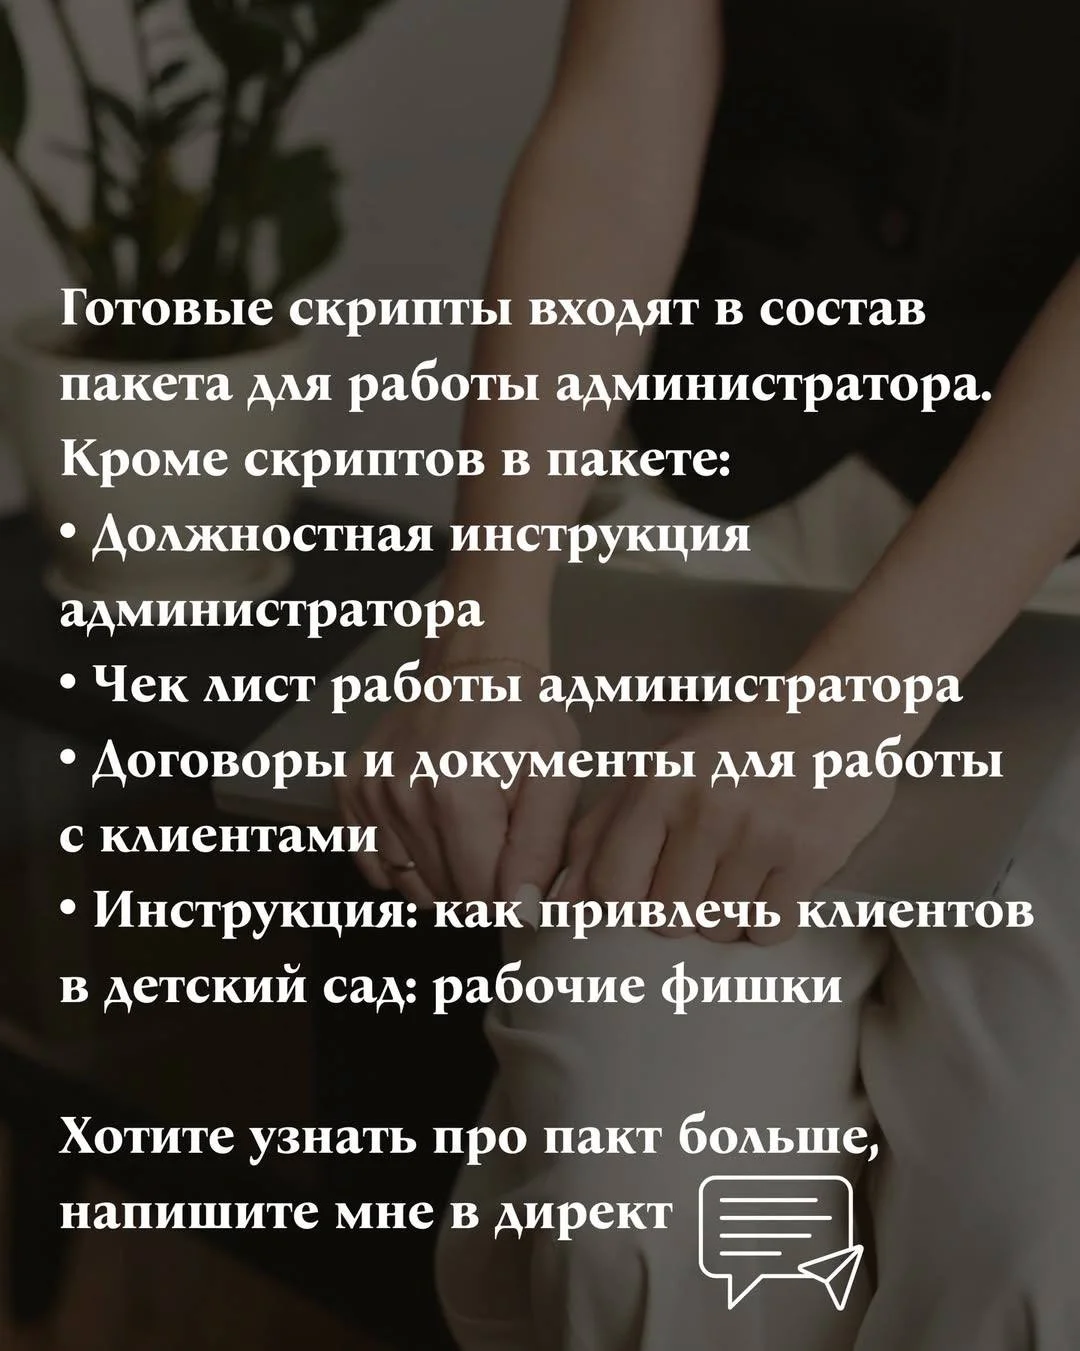 Готовые скрипты входят в состав
пакета для работы администратора.
Кроме скриптов в пакете:
• Должностная инструкция
администратора
• Чек лист работы администратора
• Договоры и документы для работы
с клиентами
• Инструкция: как привлечь клиентов
в детский сад: рабочие фишки
Хотите узнать про пакт больше,
напишите мне в директ